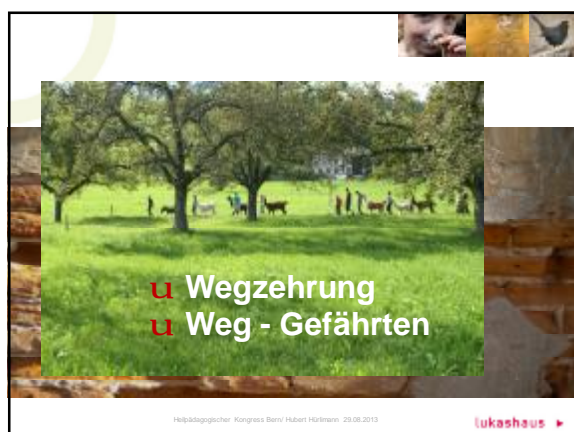 u Wegzehrung
u Weg - Gefährten
Heilpädagogischer Kongress Bern/ Hubert Hürlimann 29.08.2013
lukashaus